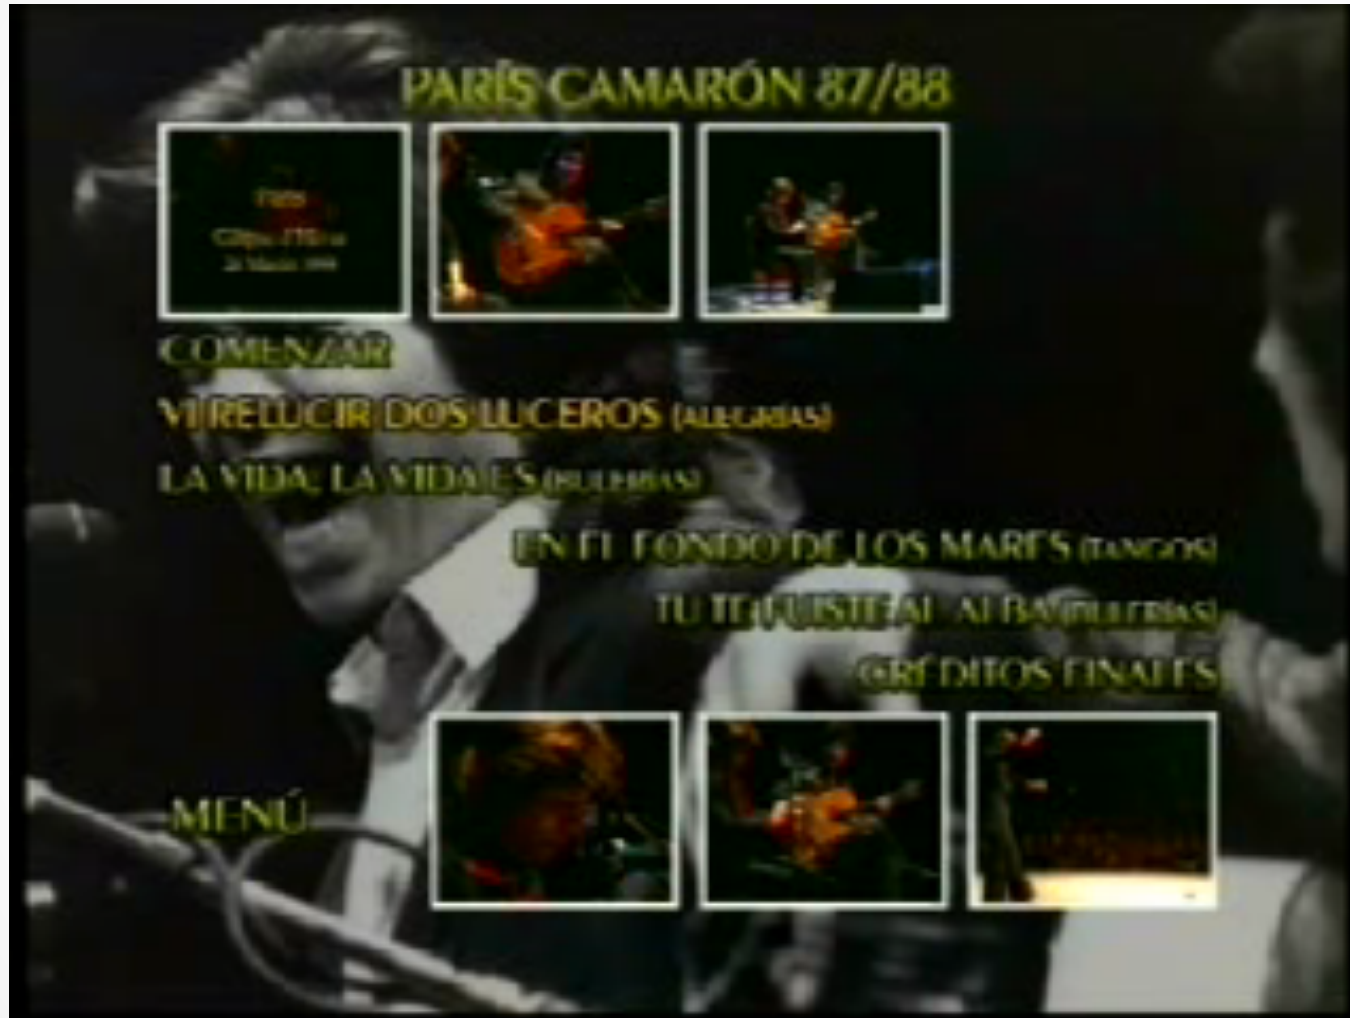 PARÍS CAMARÓN 87/88
París
COMENZAR
VI RELUCIR DOS LUCEROS (ALEGRÍAS)
LA VIDA, LA VIDA ES (BULERÍAS)
EN EL FONDO DE LOS MARES (TANGOS)
TU TE FUISTE AL ALBA (BULERÍAS)
CRÉDITOS FINALES
MENÚ